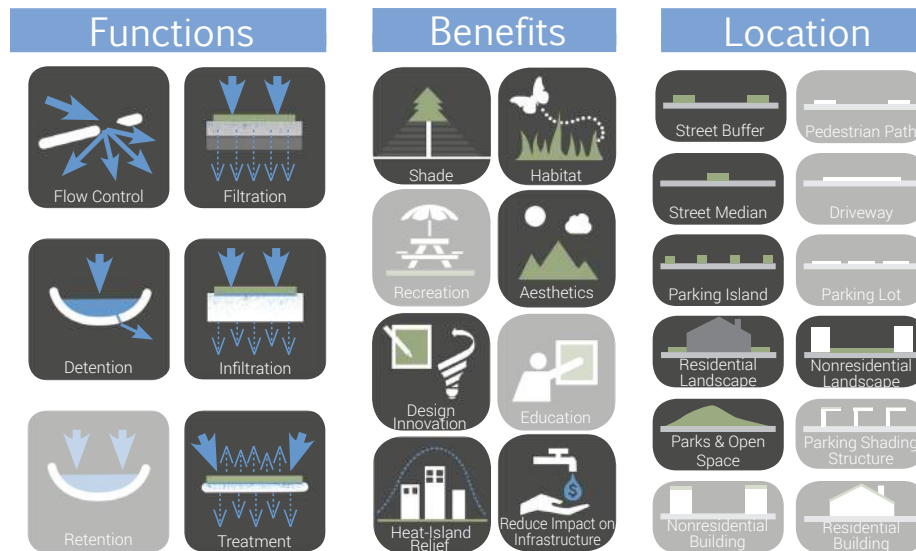 Functions
Flow Control
Filtration
Detention
Infiltration
Retention
Treatment
Benefits
Shade
Habitat
Recreation
Aesthetics
Design
Innovation
Education
Heat-Island
Relief
Reduce Impact on
Infrastructure
$
Location
Street Buffer
Pedestrian Path
Street Median
Driveway
Parking Island
Parking Lot
Residential
Landscape
Nonresidential
Landscape
Parks & Open
Space
Parking Shading
Structure
Nonresidential
Building
Residential
Building